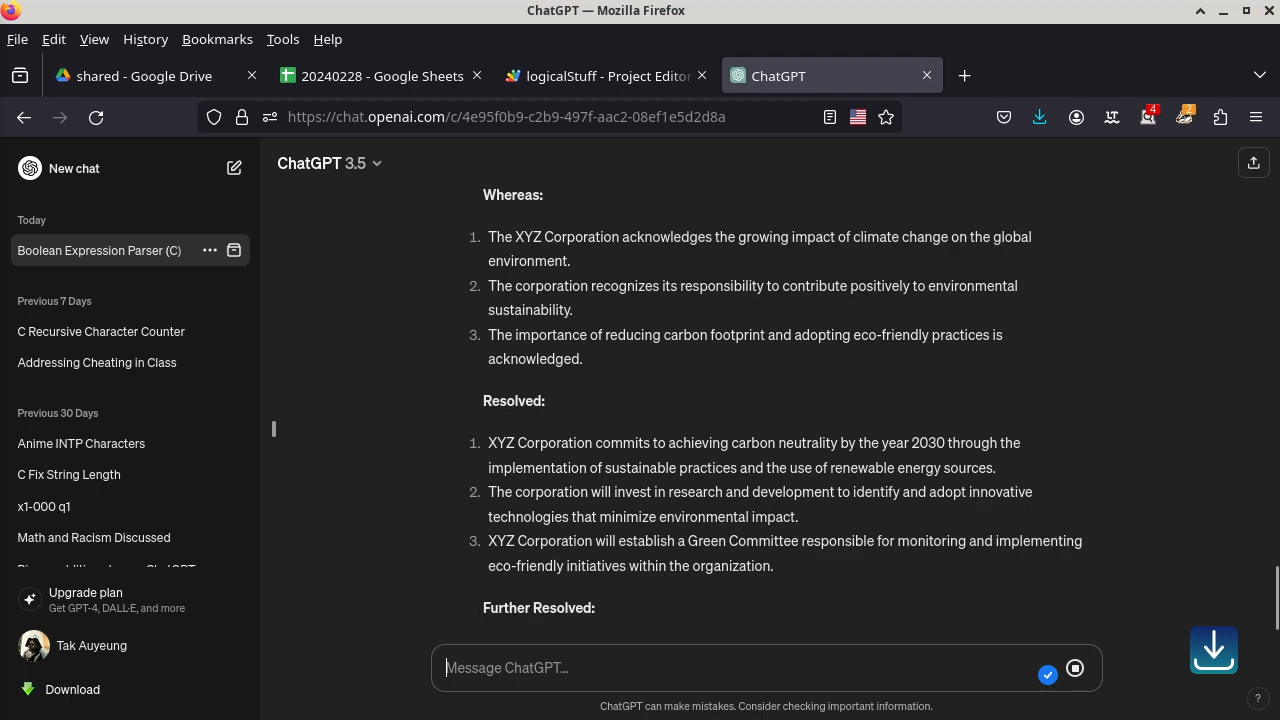 ChatGPT — Mozilla Firefox
File Edit View History Bookmarks Tools Help
shared - Google Drive
20240228 - Google Sheets
logicalStuff - Project Editor
ChatGPT
https://chat.openai.com/c/4e95f0b9-c2b9-497f-aac2-08ef1e5d2d8a
4
2
New chat
Today
Boolean Expression Parser (C)
Previous 7 Days
C Recursive Character Counter
Addressing Cheating in Class
Previous 30 Days
Anime INTP Characters
C Fix String Length
x1-000 q1
Math and Racism Discussed
Upgrade plan
Get GPT-4, DALL·E, and more
Tak Auyeung
Download
ChatGPT 3.5
Whereas:
1. The XYZ Corporation acknowledges the growing impact of climate change on the global
environment.
2. The corporation recognizes its responsibility to contribute positively to environmental
sustainability.
3. The importance of reducing carbon footprint and adopting eco-friendly practices is
acknowledged.
Resolved:
1. XYZ Corporation commits to achieving carbon neutrality by the year 2030 through the
implementation of sustainable practices and the use of renewable energy sources.
2. The corporation will invest in research and development to identify and adopt innovative
technologies that minimize environmental impact.
3. XYZ Corporation will establish a Green Committee responsible for monitoring and implementing
eco-friendly initiatives within the organization.
Further Resolved:
Message ChatGPT...
ChatGPT can make mistakes. Consider checking important information.
?